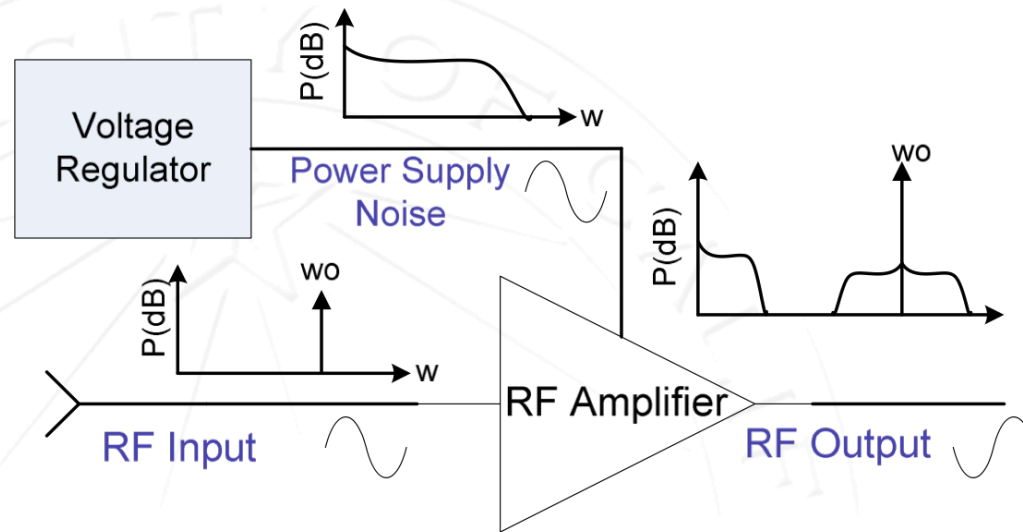 P(dB)
w
Voltage
Regulator
Power Supply
Noise
wo
P(dB)
P(dB)
wo
w
RF Amplifier
RF Input
RF Output